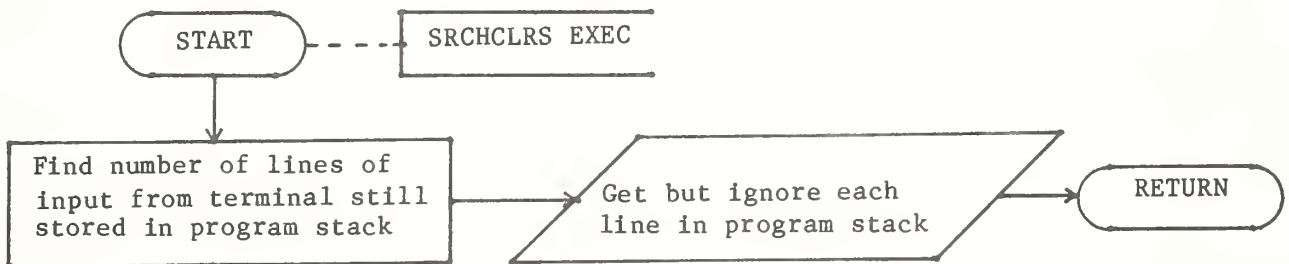 START
SRCHCLRS EXEC
Find number of lines of
input from terminal still
stored in program stack
Get but ignore each
line in program stack
RETURN